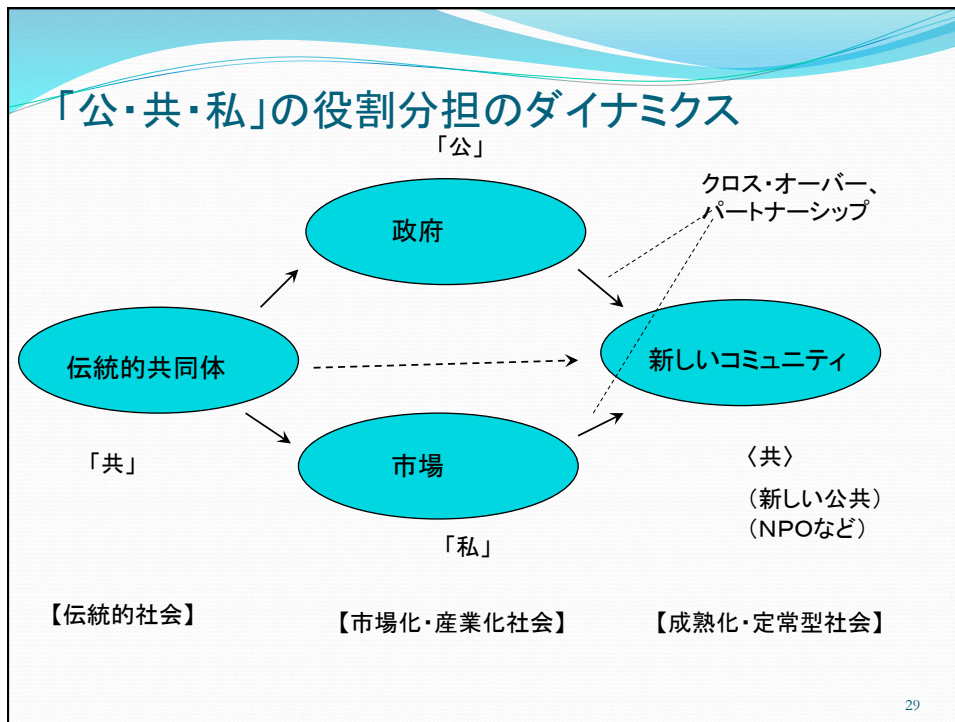 「公・共・私」の役割分担のダイナミクス
「公」
クロス・オーバー、
パートナーシップ
政府
伝統的共同体
新しいコミュニティ
「共」
市場
〈共〉
（新しい公共）
（NPOなど）
「私」
【伝統的社会】
【市場化・産業化社会】
【成熟化・定常型社会】
29